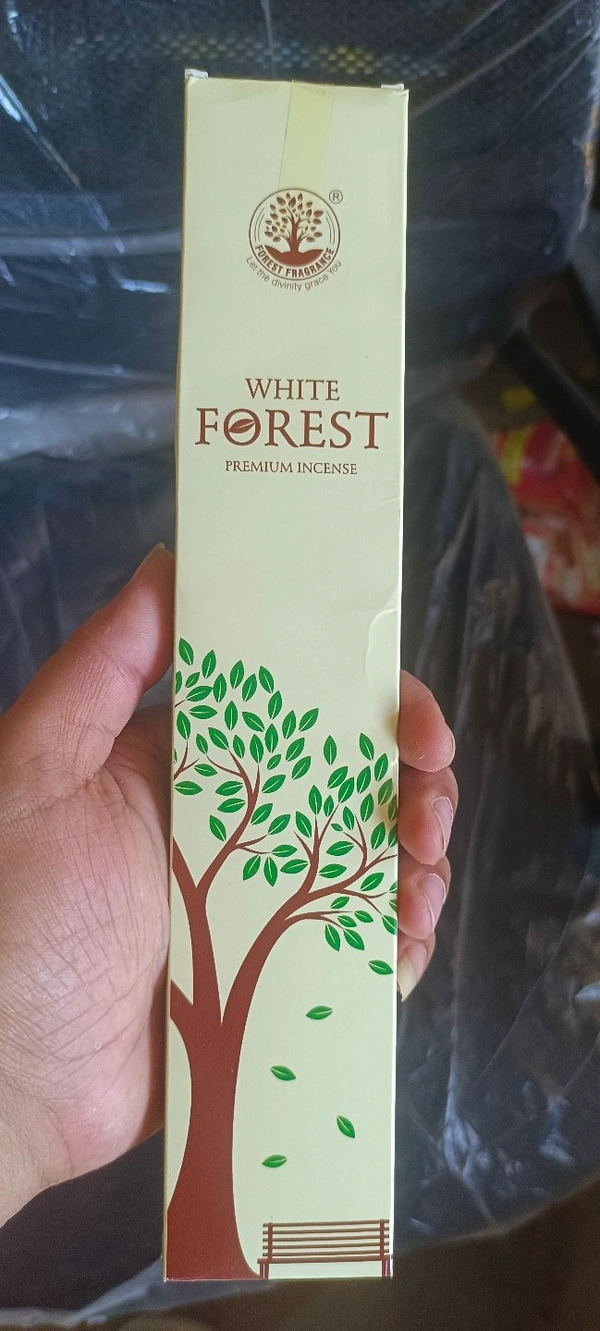 ®
FOREST FRAGRANCE
Let the divinity grace You
WHITE
FOREST
PREMIUM INCENSE